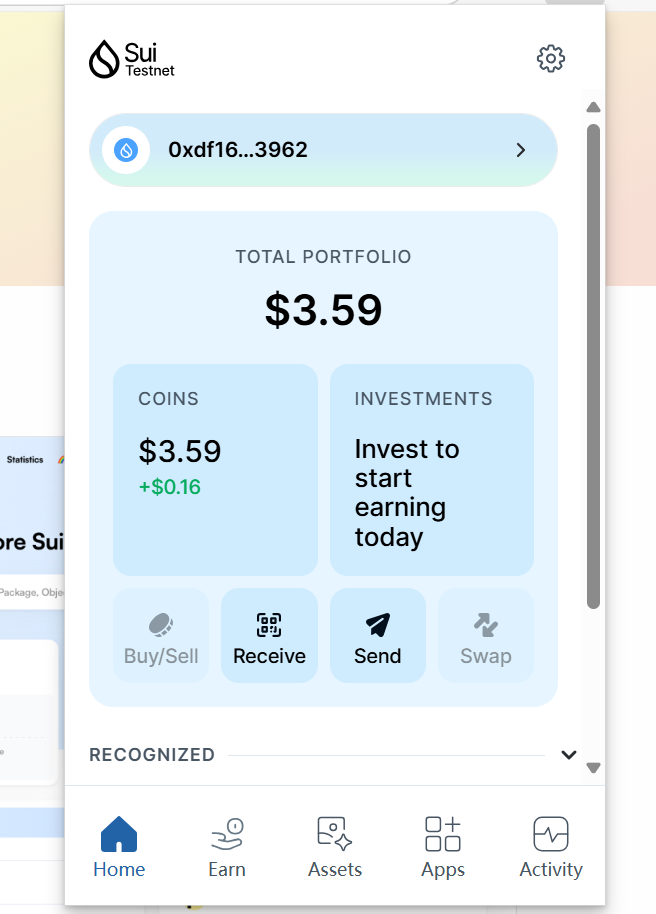 Sui
Testnet
0xdf16...3962
TOTAL PORTFOLIO
$3.59
COINS
$3.59
+$0.16
INVESTMENTS
Invest to
start
earning
today
Buy/Sell
Receive
Send
Swap
RECOGNIZED
Home
Earn
Assets
Apps
Activity
Statistics
ore Sui
Package, Obje